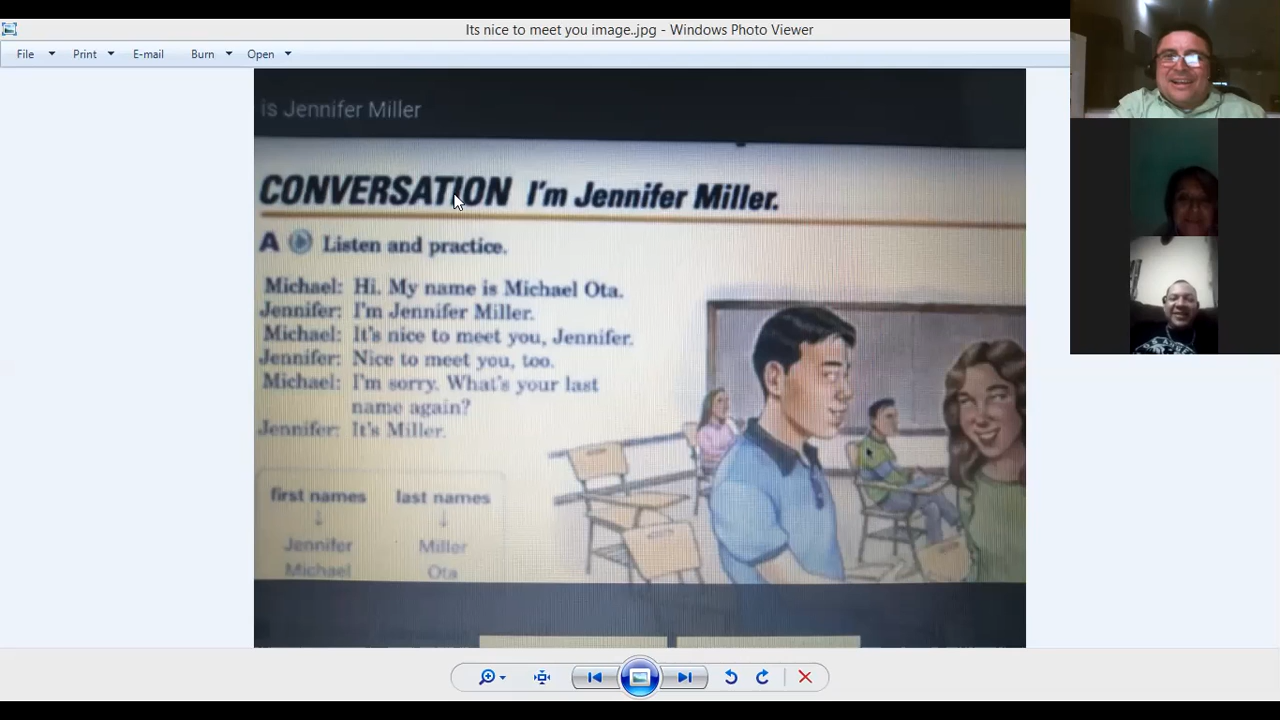 Its nice to meet you image..jpg - Windows Photo Viewer
File Print E-mail Burn Open
is Jennifer Miller
CONVERSATION I'm Jennifer Miller.
A Listen and practice.
Michael: Hi. My name is Michael Ota.
Jennifer: I'm Jennifer Miller.
Michael: It's nice to meet you, Jennifer.
Jennifer: Nice to meet you, too.
Michael: I'm sorry. What's your last
name again?
Jennifer: It's Miller.
first names last names
Jennifer Miller
Michael Ota